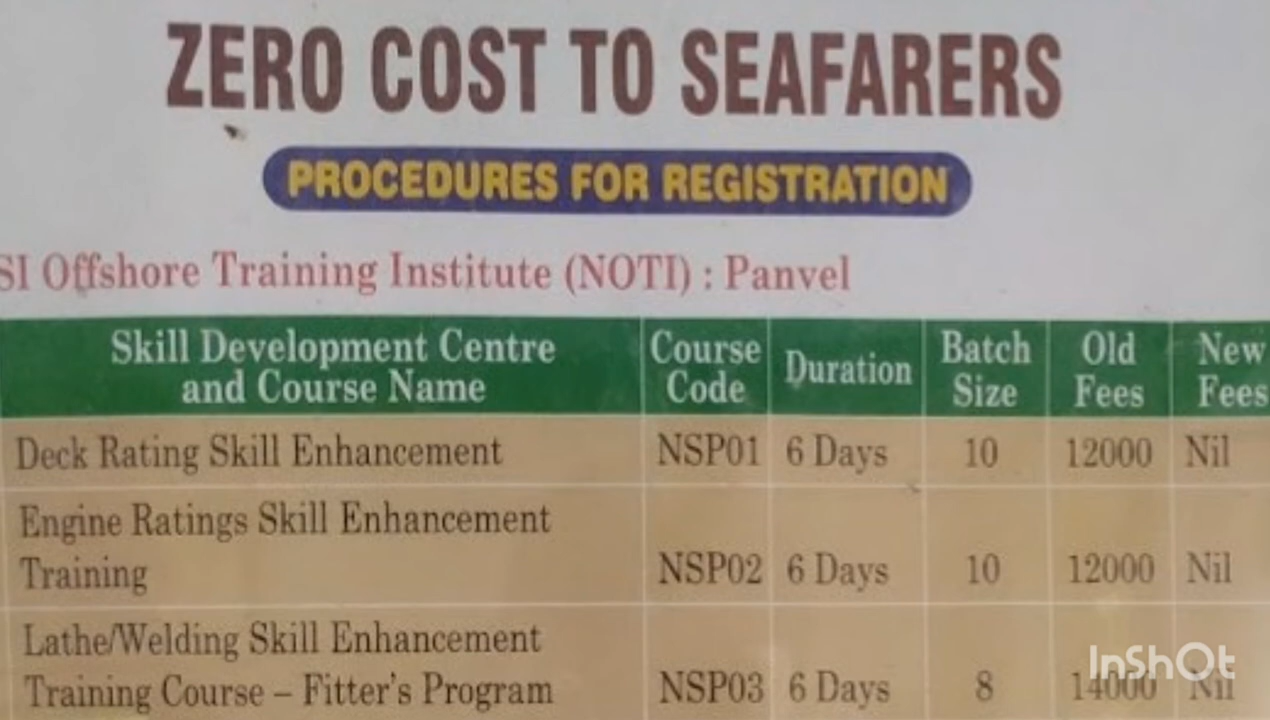 ZERO COST TO SEAFARERS
PROCEDURES FOR REGISTRATION
SI Offshore Training Institute (NOTI) : Panvel
Skill Development Centre and Course Name Course Code Duration Batch Size Old Fees New Fees
Deck Rating Skill Enhancement NSP01 6 Days 10 12000 Nil
Engine Ratings Skill Enhancement
Training NSP02 6 Days 10 12000 Nil
Lathe/Welding Skill Enhancement
Training Course – Fitter's Program NSP03 6 Days 8 14000 Nil
InShOt